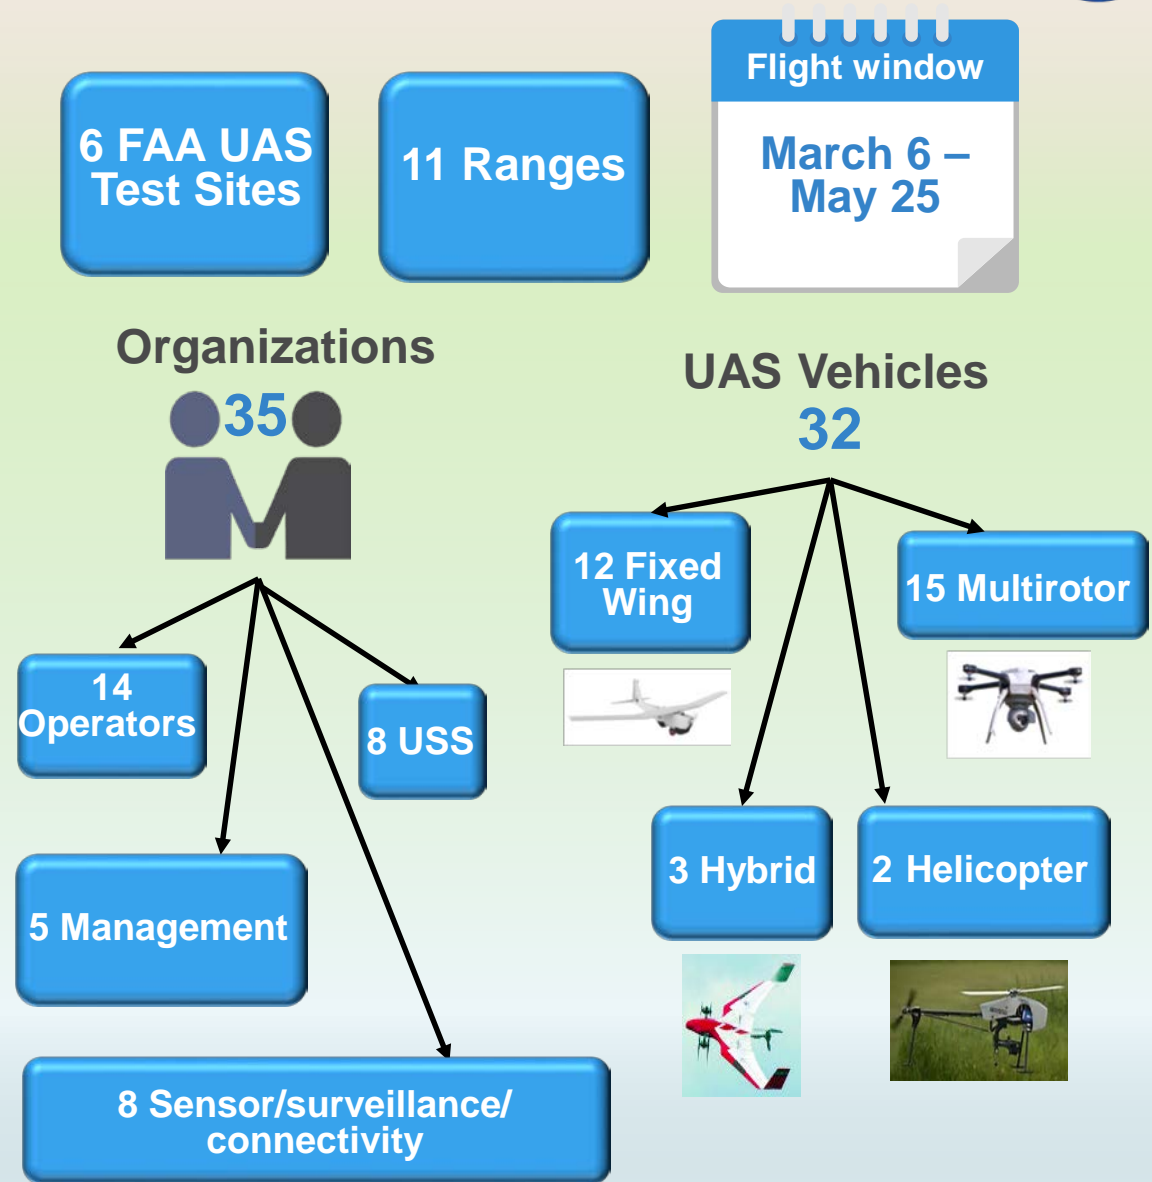 6 FAA UAS
Test Sites
11 Ranges
Flight window
March 6 –
May 25
Organizations
35
UAS Vehicles
32
12 Fixed
Wing
15 Multirotor
14
Operators
8 USS
3 Hybrid
2 Helicopter
5 Management
8 Sensor/surveillance/
connectivity